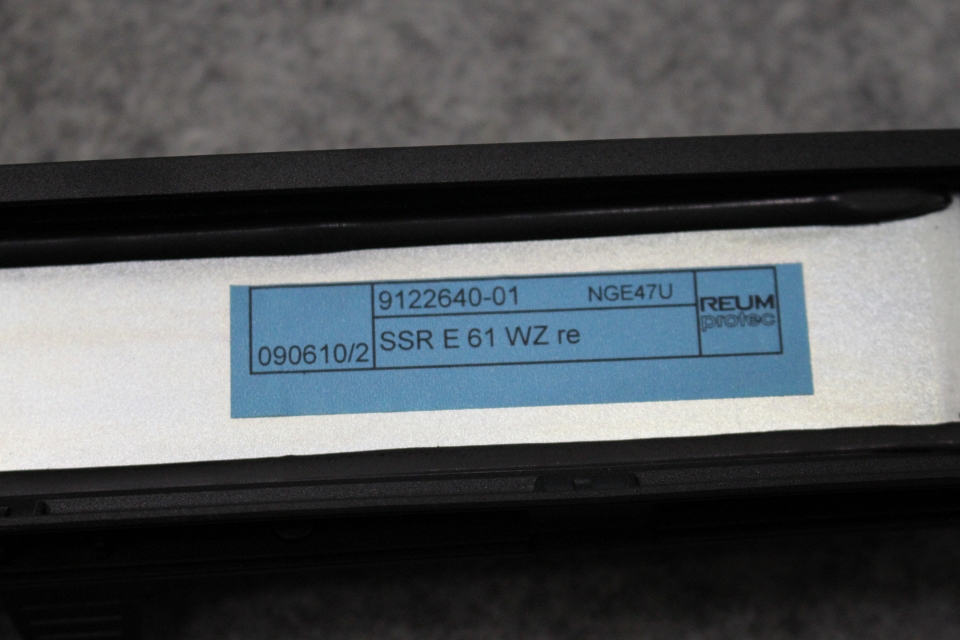 9122640-01 NGE47U
REUM
protec
090610/2 SSR E 61 WZ re